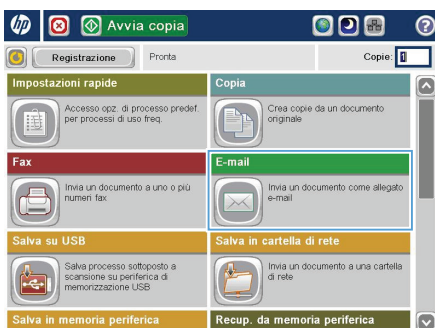 hp
Avvia copia
?
Registrazione
Pronta
Copie: 1
Impostazioni rapide
Copia
Accesso opz. di processo predef.
per processi di uso freq.
Crea copie da un documento
originale
Fax
E-mail
Invia un documento a uno o più
numeri fax
Invia un documento come allegato
e-mail
Salva su USB
Salva in cartella di rete
Salva processo sottoposto a
scansione su periferica di
memorizzazione USB
Invia un documento a una cartella
di rete
Salva in memoria periferica
Recup. da memoria periferica